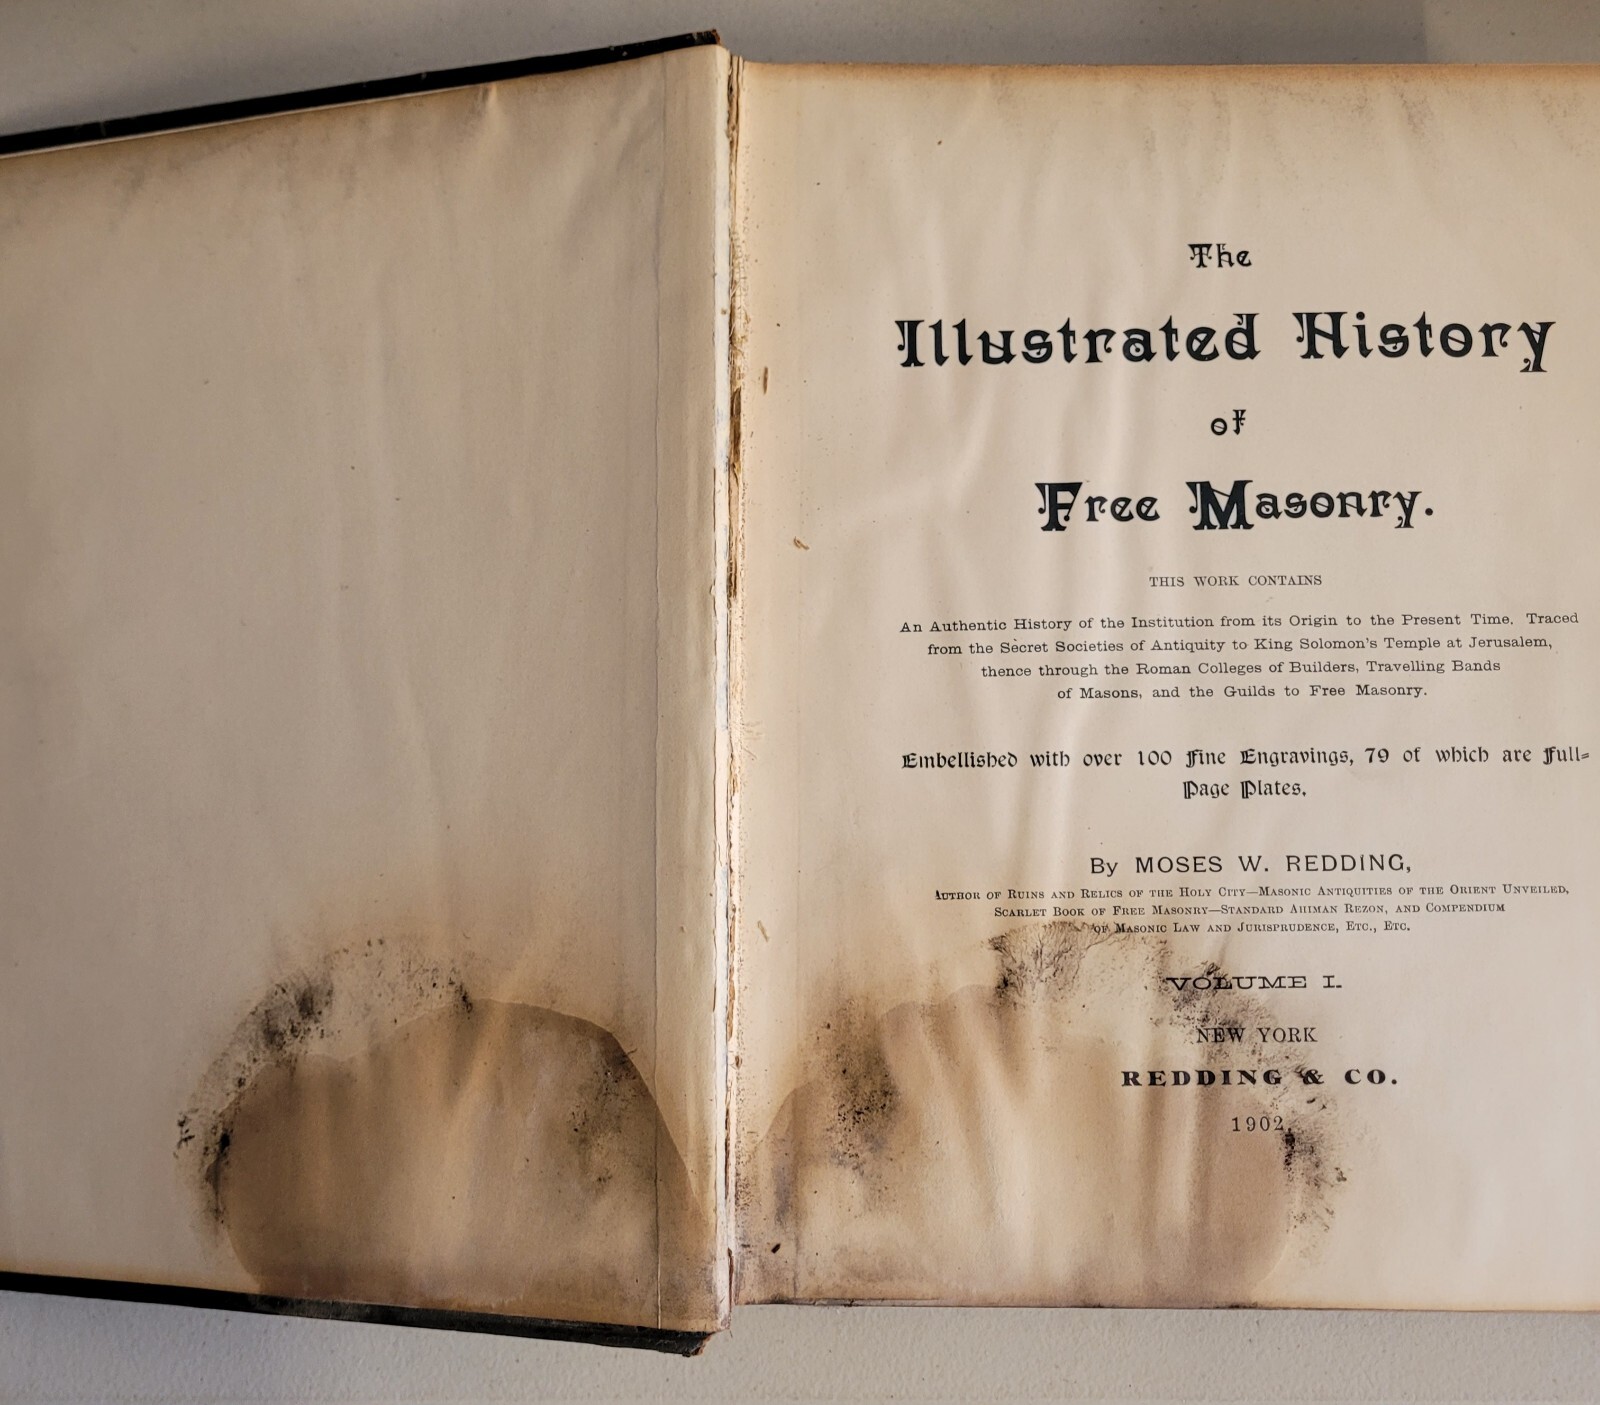 The
Illustrated History
of
Free Masonry.
THIS WORK CONTAINS
An Authentic History of the Institution from its Origin to the Present Time, Traced
from the Secret Societies of Antiquity to King Solomon's Temple at Jerusalem,
thence through the Roman Colleges of Builders, Travelling Bands
of Masons, and the Guilds to Free Masonry.
Embellished with over 100 Fine Engravings, 79 of which are Full-
Page Plates.
By MOSES W. REDDING,
AUTHOR OF RUINS AND RELICS OF THE HOLY CITY—MASONIC ANTIQUITIES OF THE ORIENT UNVEILED,
SCARLET BOOK OF FREE MASONRY—STANDARD AHIMAN REZON, AND COMPENDIUM
OF MASONIC LAW AND JURISPRUDENCE, ETC., ETC.
VOLUME I.
NEW YORK
REDDING & CO.
1902.